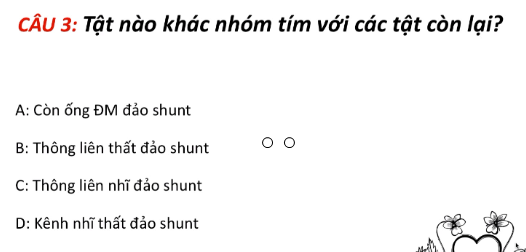 CÂU 3: Tật nào khác nhóm tím với các tật còn lại?
A: Còn ống ĐM đảo shunt
B: Thông liên thất đảo shunt
C: Thông liên nhĩ đảo shunt
D: Kênh nhĩ thất đảo shunt